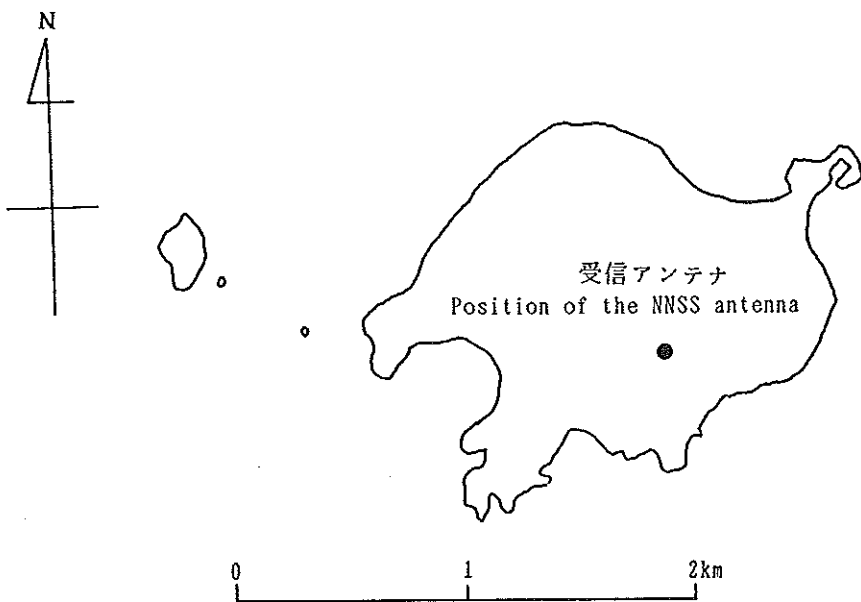 N
受信アンテナ
Position of the NNSS antenna
0 1 2km